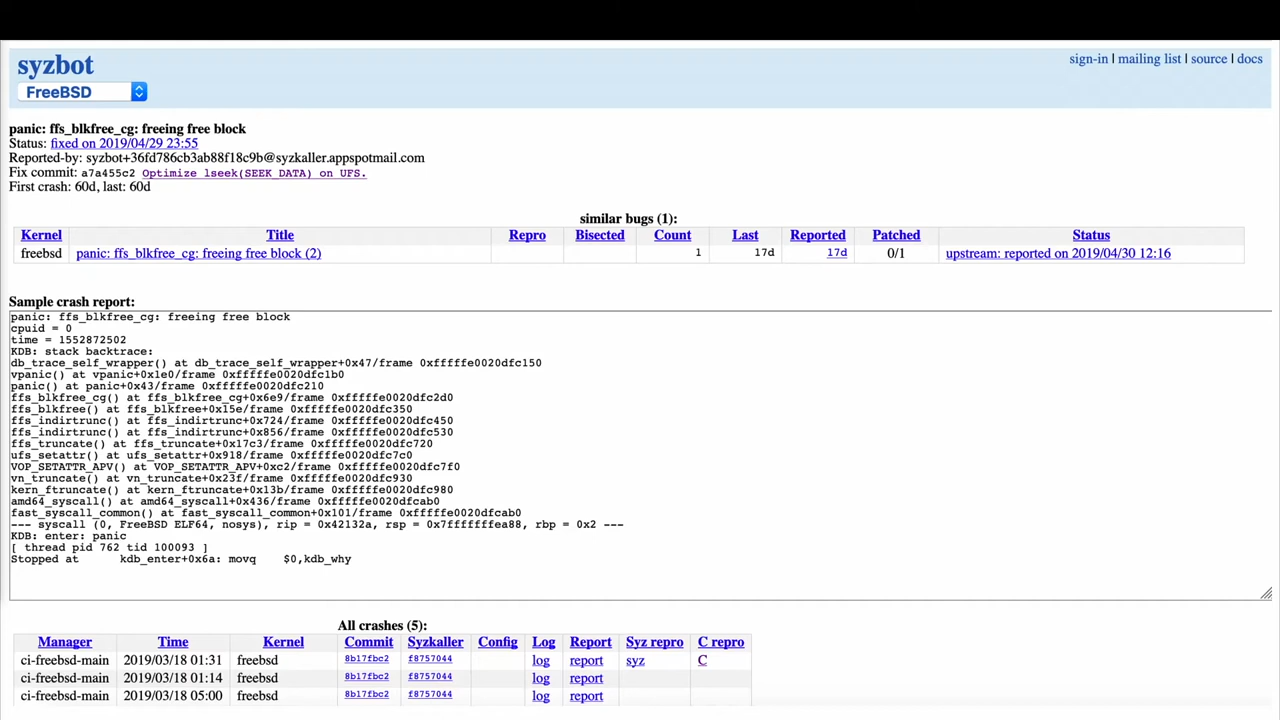 syzbot
sign-in | mailing list | source | docs
FreeBSD
panic: ffs_blkfree_cg: freeing free block
Status: fixed on 2019/04/29 23:55
Reported-by: syzbot+36fd786cb3ab88f18c9b@syzkaller.appspotmail.com
Fix commit: a7a455c2 Optimize lseek(SEEK_DATA) on UFS.
First crash: 60d, last: 60d
similar bugs (1):
Kernel Title Repro Bisected Count Last Reported Patched Status
freebsd panic: ffs_blkfree_cg: freeing free block (2) 1 17d 17d 0/1 upstream: reported on 2019/04/30 12:16
Sample crash report:
panic: ffs_blkfree_cg: freeing free block
cpuid = 0
time = 1552872502
KDB: stack backtrace:
db_trace_self_wrapper() at db_trace_self_wrapper+0x47/frame 0xfffffe0020dfc150
vpanic() at vpanic+0x1e0/frame 0xfffffe0020dfc1b0
panic() at panic+0x43/frame 0xfffffe0020dfc210
ffs_blkfree_cg() at ffs_blkfree_cg+0x6e9/frame 0xfffffe0020dfc2d0
ffs_blkfree() at ffs_blkfree+0x15e/frame 0xfffffe0020dfc350
ffs_indirtrunc() at ffs_indirtrunc+0x724/frame 0xfffffe0020dfc450
ffs_indirtrunc() at ffs_indirtrunc+0x856/frame 0xfffffe0020dfc530
ffs_truncate() at ffs_truncate+0x17c3/frame 0xfffffe0020dfc720
ufs_setattr() at ufs_setattr+0x918/frame 0xfffffe0020dfc7c0
VOP_SETATTR_APV() at VOP_SETATTR_APV+0xc2/frame 0xfffffe0020dfc7f0
vn_truncate() at vn_truncate+0x23f/frame 0xfffffe0020dfc930
kern_ftruncate() at kern_ftruncate+0x13b/frame 0xfffffe0020dfc980
amd64_syscall() at amd64_syscall+0x436/frame 0xfffffe0020dfcab0
fast_syscall_common() at fast_syscall_common+0x101/frame 0xfffffe0020dfcab0
--- syscall (0, FreeBSD ELF64, nosys), rip = 0x42132a, rsp = 0x7fffffffea88, rbp = 0x2 ---
KDB: enter: panic
[ thread pid 762 tid 100093 ]
Stopped at kdb_enter+0x6a: movq $0,kdb_why
All crashes (5):
Manager Time Kernel Commit Syzkaller Config Log Report Syz repro C repro
ci-freebsd-main 2019/03/18 01:31 freebsd 8b17fbc2 f8757044 log report syz C
ci-freebsd-main 2019/03/18 01:14 freebsd 8b17fbc2 f8757044 log report
ci-freebsd-main 2019/03/18 05:00 freebsd 8b17fbc2 f8757044 log report